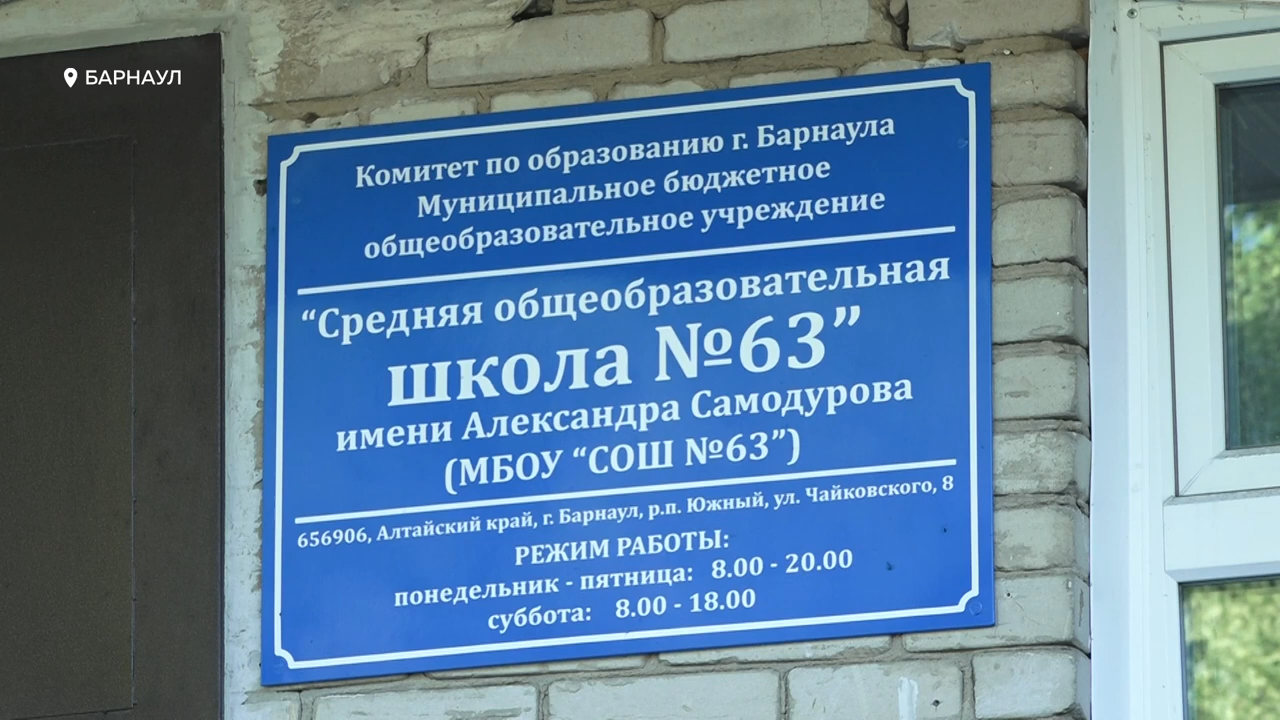 БАРНАУЛ
Комитет по образованию г. Барнаула
Муниципальное бюджетное
общеобразовательное учреждение
“Средняя общеобразовательная
школа №63”
имени Александра Самодурова
(МБОУ “СОШ №63”)
656906, Алтайский край, г. Барнаул, р.п. Южный, ул. Чайковского, 8
РЕЖИМ РАБОТЫ:
понедельник - пятница: 8.00 - 20.00
суббота: 8.00 - 18.00